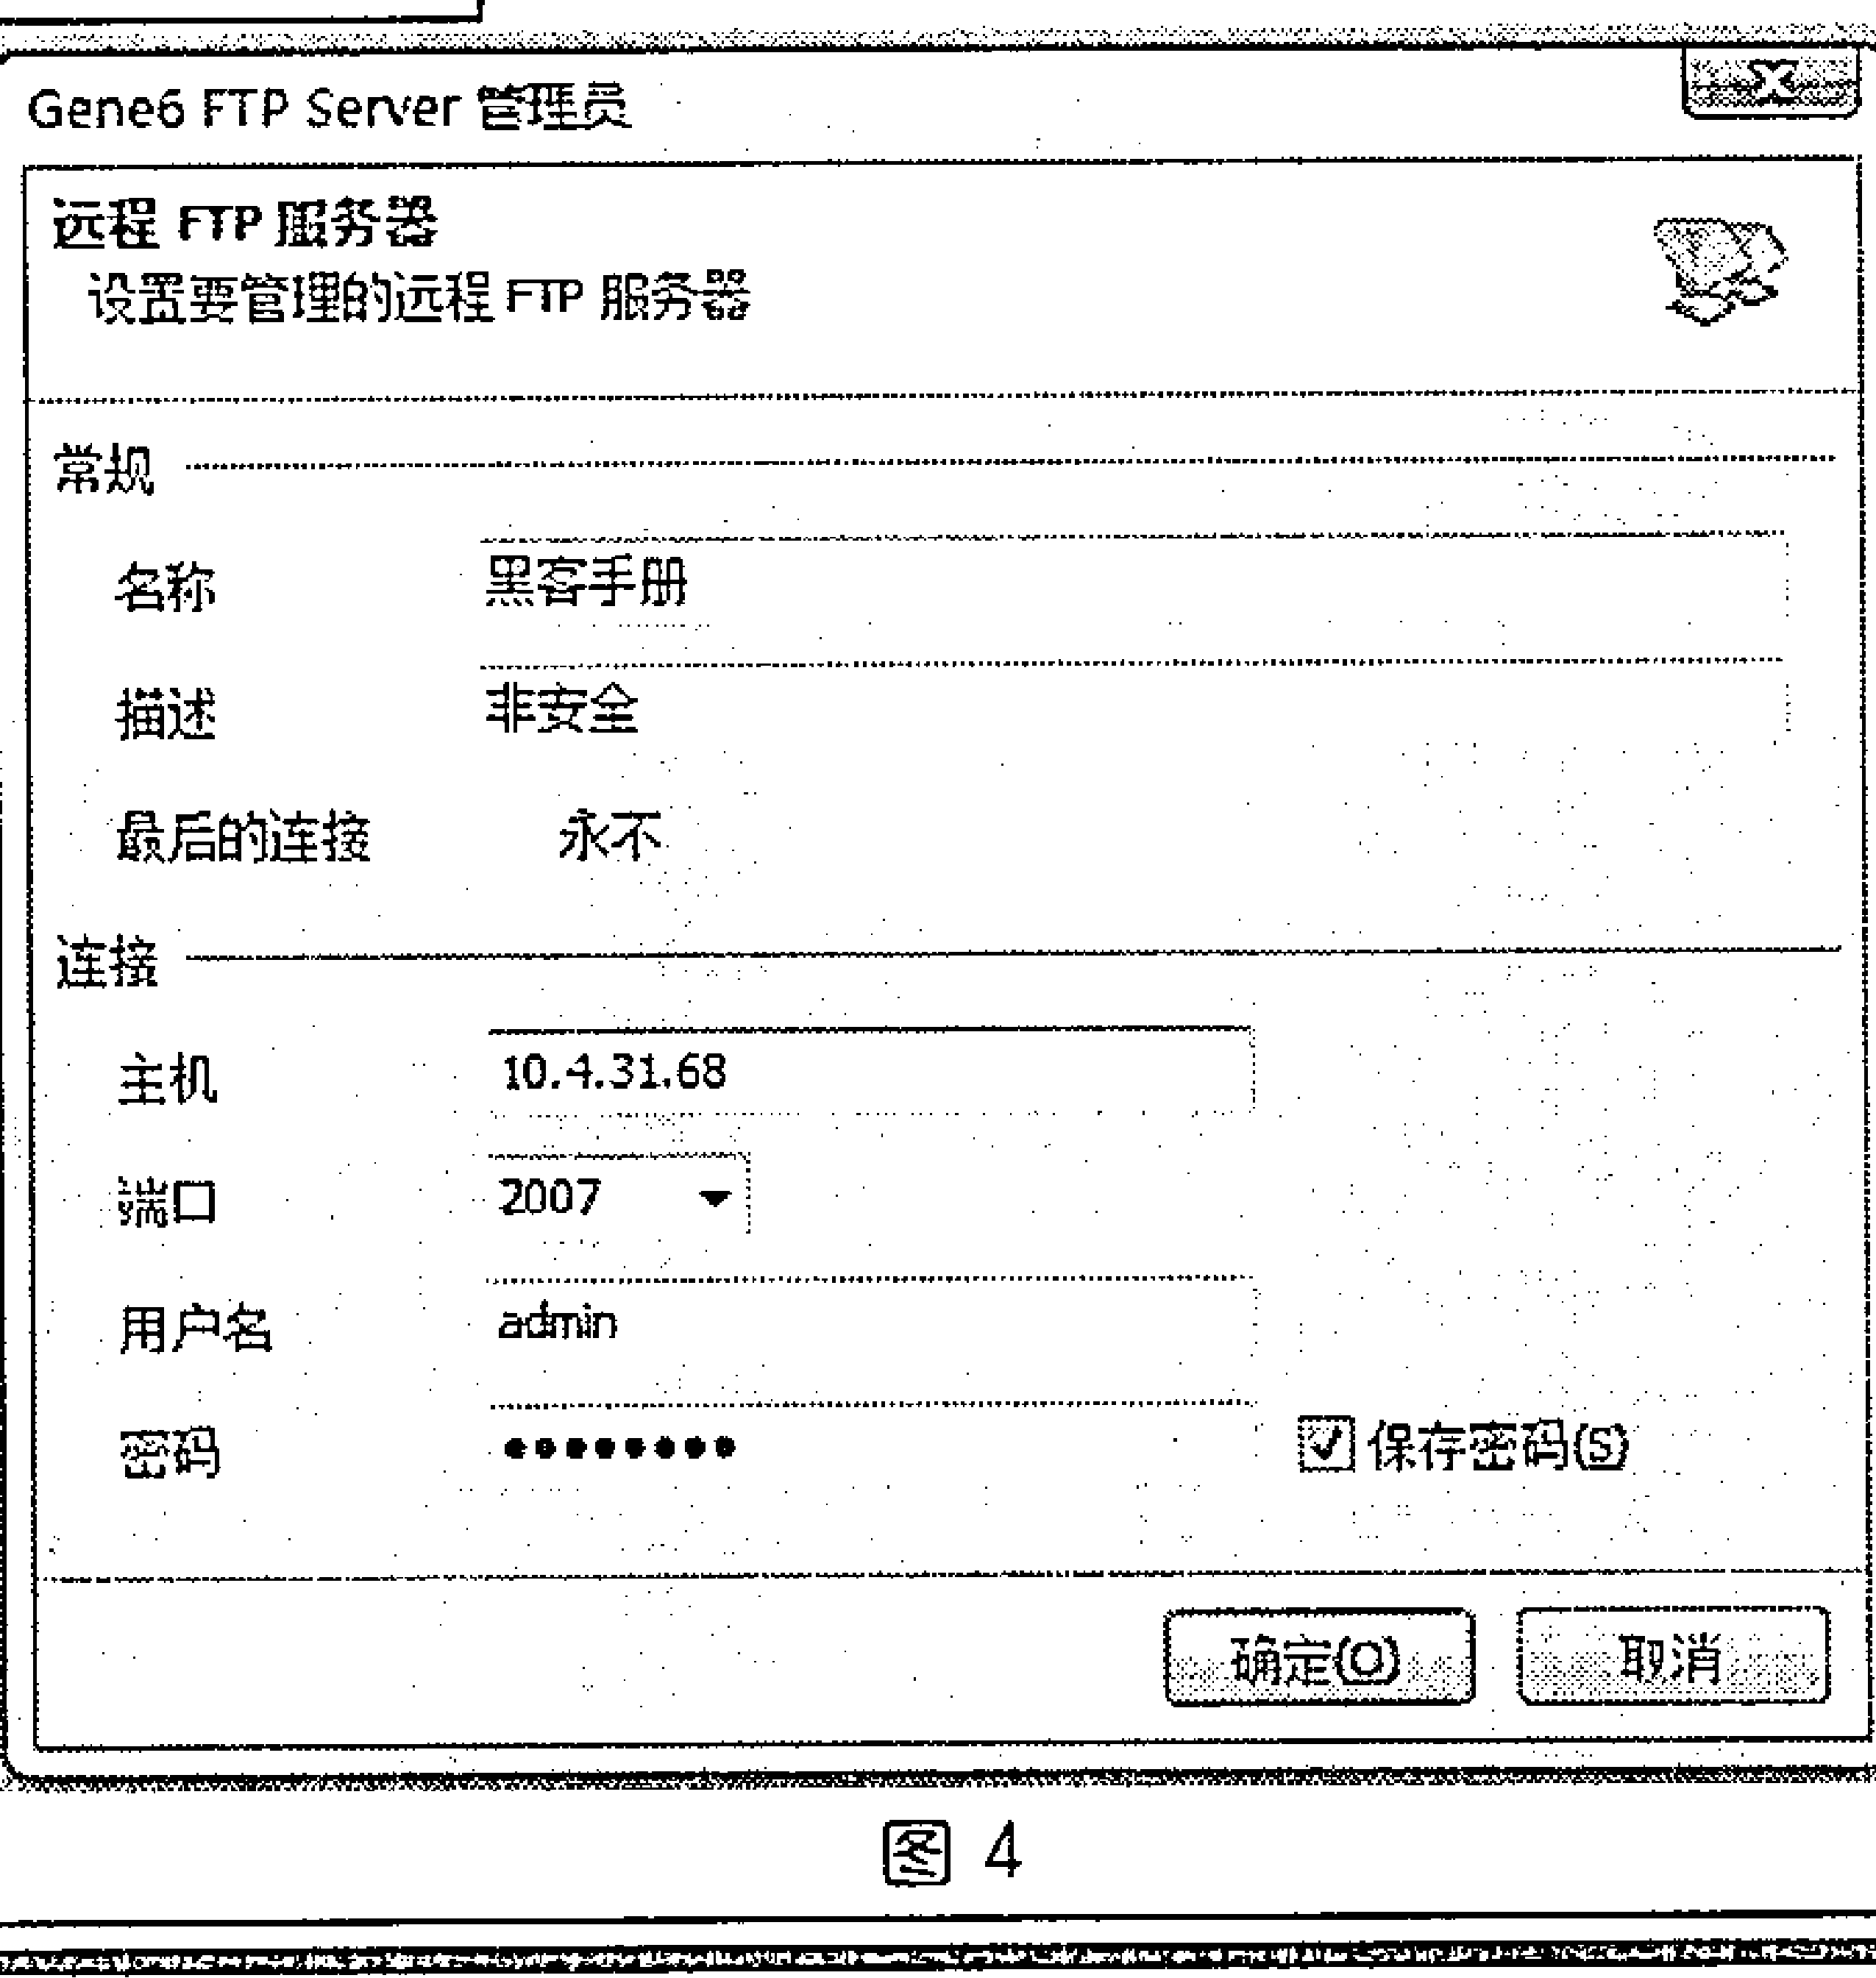 Gene6 FTP Server 管理员
远程 FTP 服务器
设置要管理的远程 FTP 服务器
常规
名称 黑客手册
描述 非安全
最后的连接 永不
连接
主机 10.4.31.68
端口 2007
用户名 admin
密码 ●●●●●●●● 保存密码(S)
确定(O) 取消
图 4